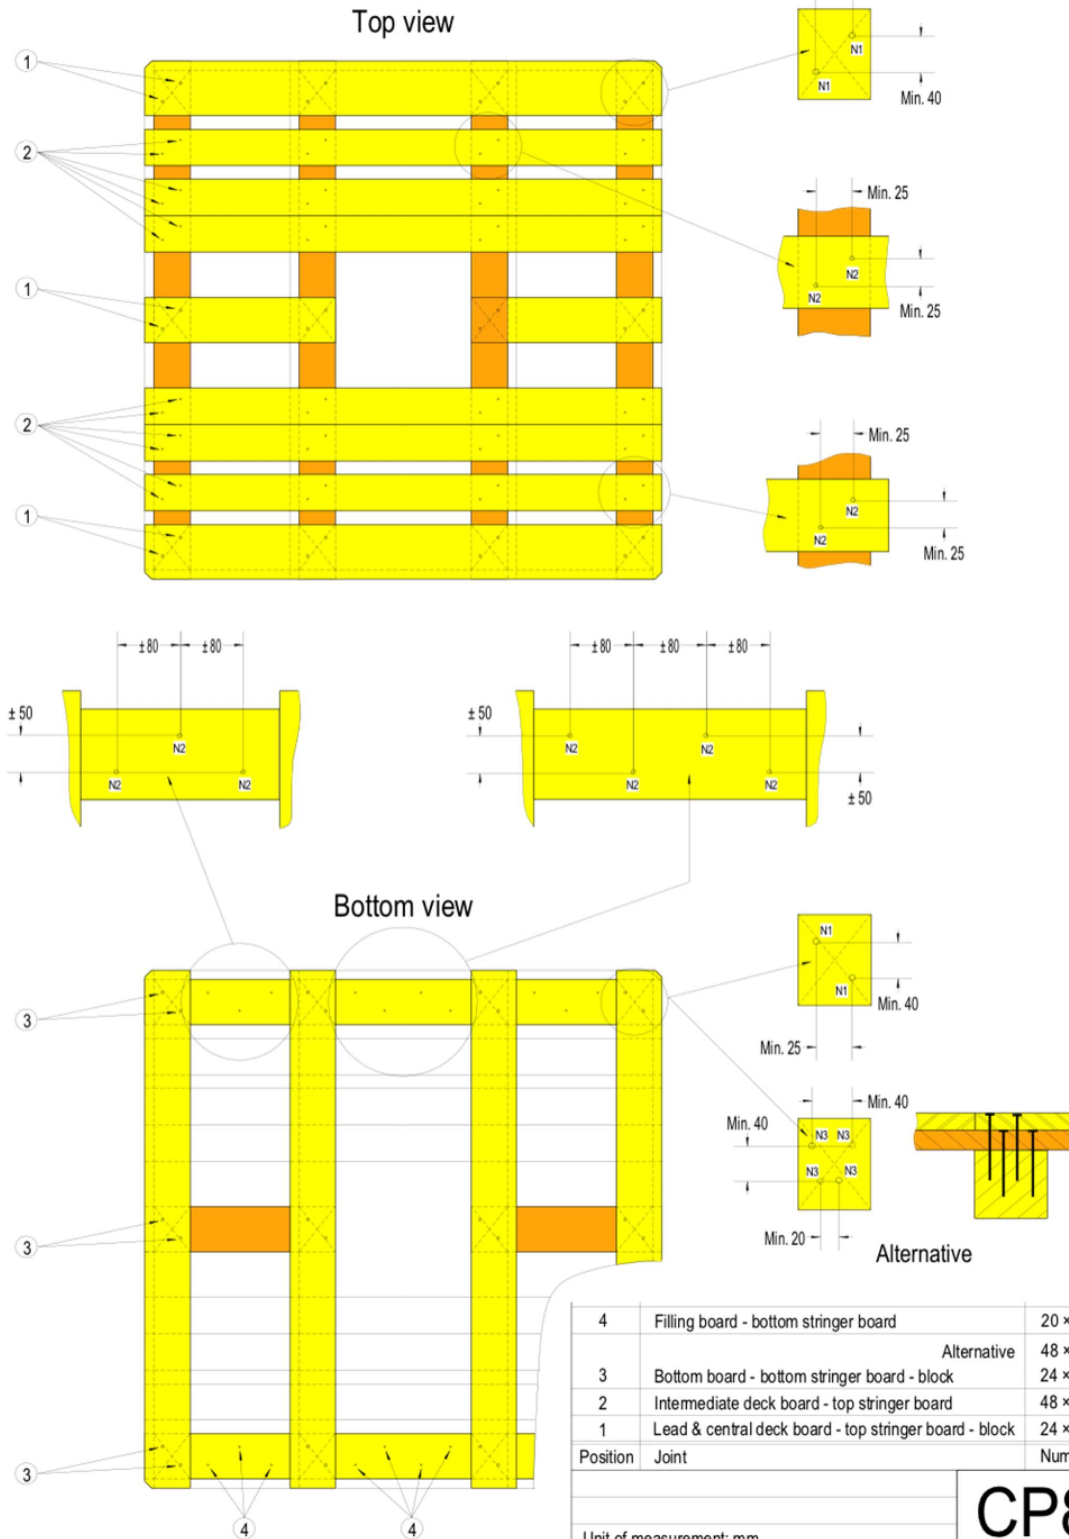 Top view
1
N1
N1
Min. 40
2
Min. 25
N2
N2
Min. 25
1
2
Min. 25
N2
N2
Min. 25
1
±80
±80
±80
±80
±80
± 50
± 50
N2
N2
N2
N2
N2
N2
N2
± 50
Bottom view
N1
N1
Min. 40
3
Min. 25
Min. 40
Min. 40
N3
N3
N3
N3
Min. 20
3
Alternative
4
Filling board - bottom stringer board
20 ×
Alternative
48 ×
3
Bottom board - bottom stringer board - block
24 ×
2
Intermediate deck board - top stringer board
48 ×
1
Lead & central deck board - top stringer board - block
24 ×
Position
Joint
Num
3
4
4
CP8
Unit of measurement: mm